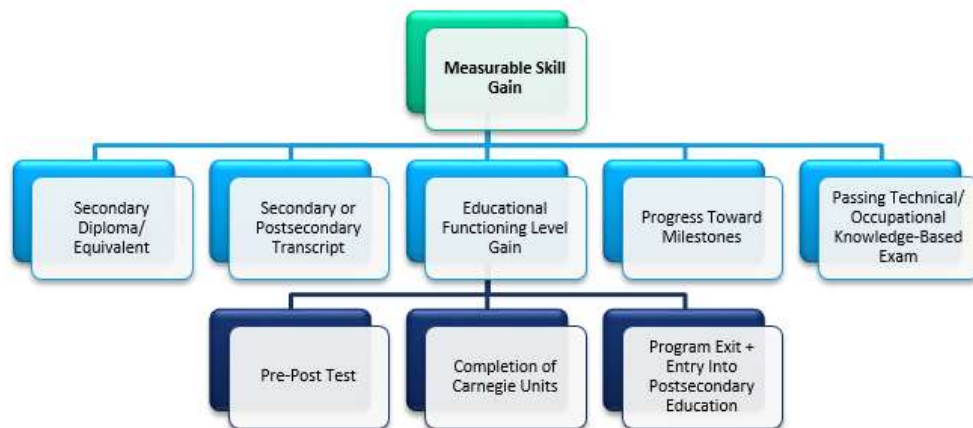 Measurable Skill
Gain
Secondary
Diploma/
Equivalent
Secondary or
Postsecondary
Transcript
Educational
Functioning Level
Gain
Progress Toward
Milestones
Passing Technical/
Occupational
Knowledge-Based
Exam
Pre-Post Test
Completion of
Carnegie Units
Program Exit +
Entry Into
Postsecondary
Education